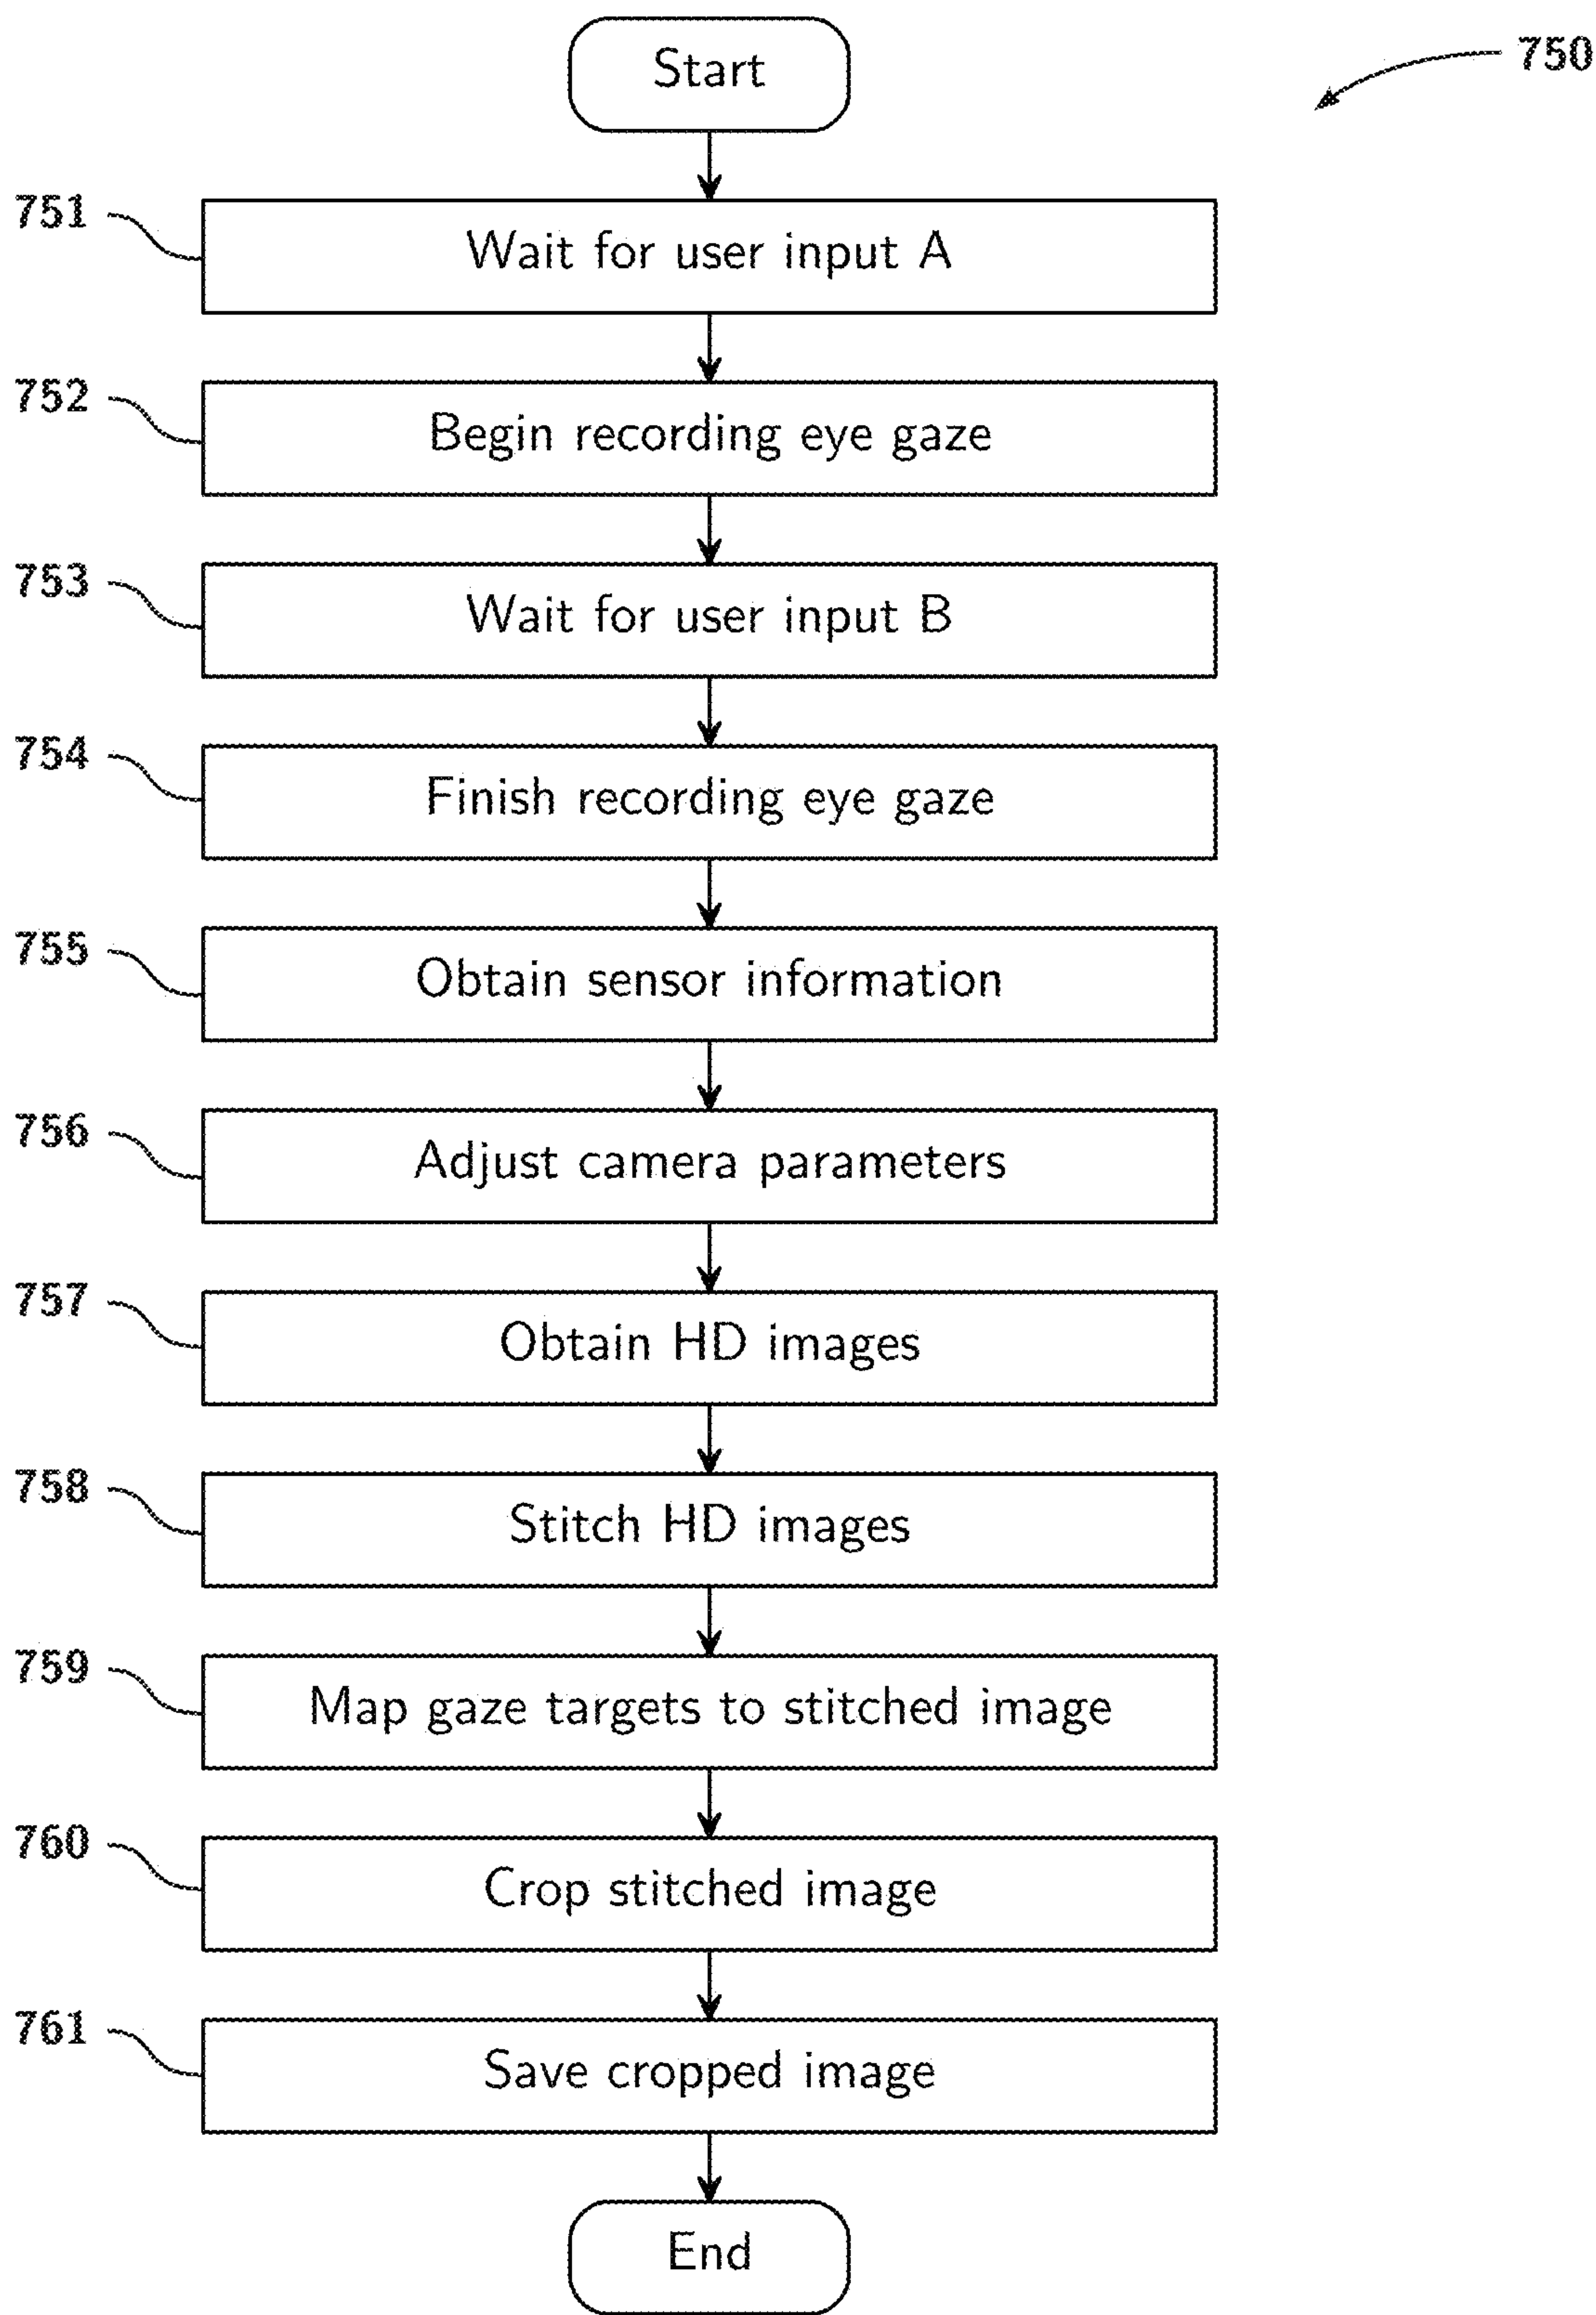 Start
750
751
Wait for user input A
752
Begin recording eye gaze
753
Wait for user input B
754
Finish recording eye gaze
755
Obtain sensor information
756
Adjust camera parameters
757
Obtain HD images
758
Stitch HD images
759
Map gaze targets to stitched image
760
Crop stitched image
761
Save cropped image
End